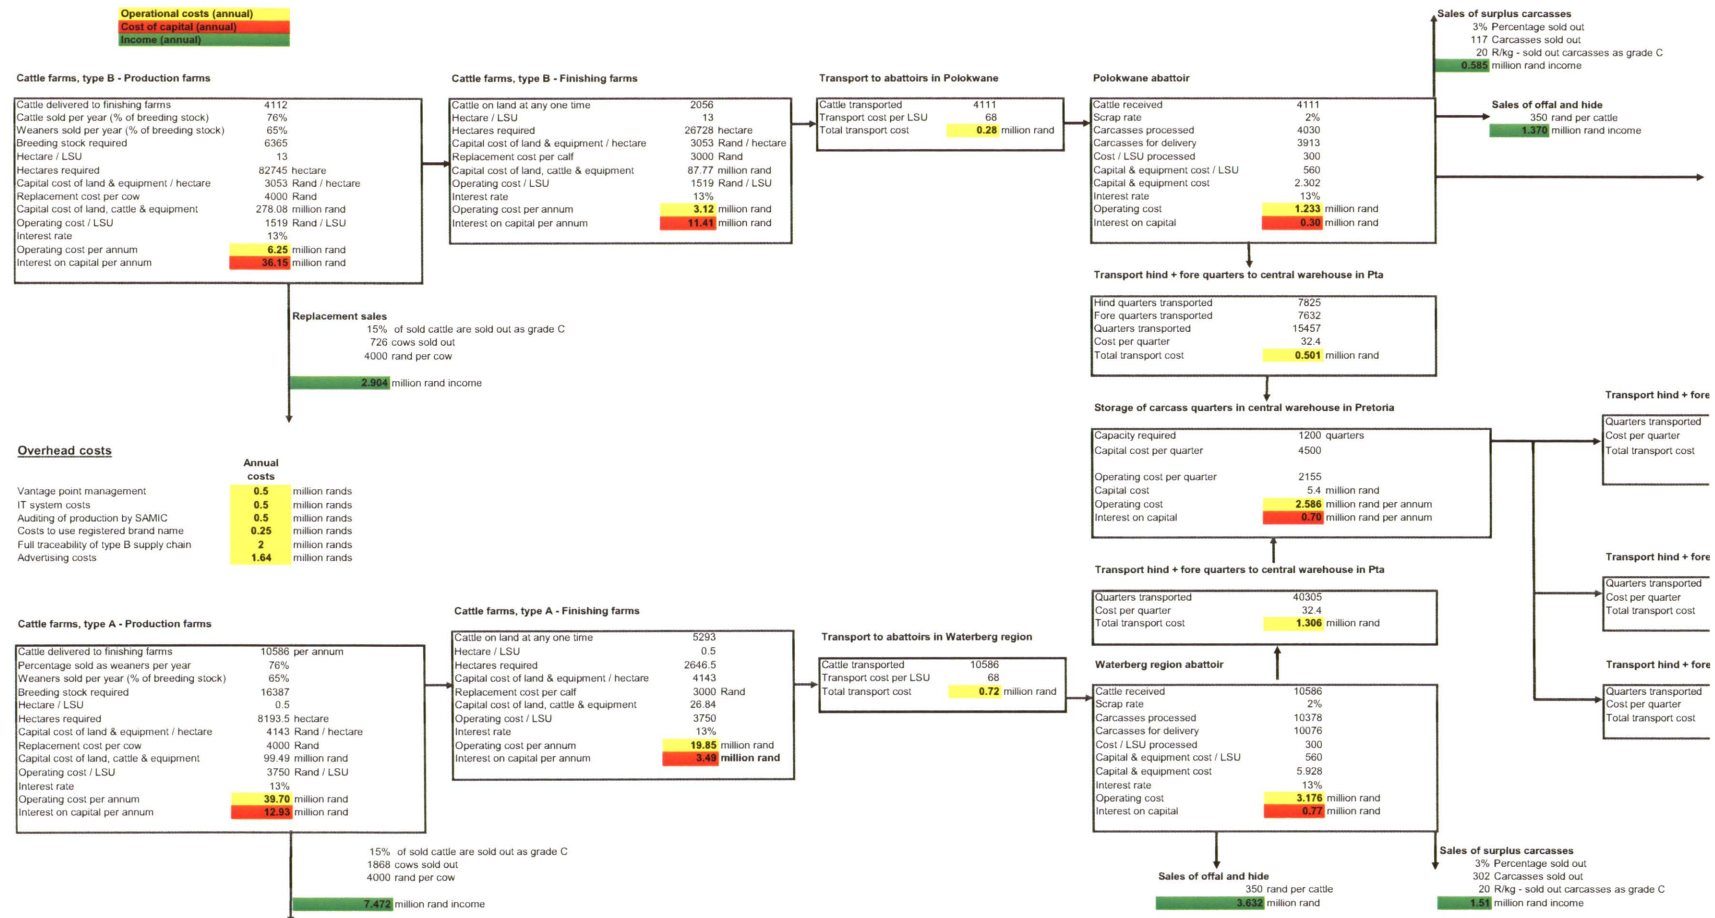 Operational costs (annual)
Cost of capital (annual)
Income (annual)
Sales of surplus carcasses
3% Percentage sold out
117 Carcasses sold out
20 R/kg - sold out carcasses as grade C
0.585 million rand income
Cattle farms, type B - Production farms
Cattle delivered to finishing farms 4112
Cattle sold per year (% of breeding stock) 76%
Weaners sold per year (% of breeding stock) 65%
Breeding stock required 6365
Hectare / LSU 13
Hectares required 82745 hectare
Capital cost of land & equipment / hectare 3053 Rand / hectare
Replacement cost per cow 4000 Rand
Capital cost of land, cattle & equipment 278.08 million rand
Operating cost / LSU 1519 Rand / LSU
Interest rate 13%
Operating cost per annum 6.25 million rand
Interest on capital per annum 36.15 million rand
Cattle farms, type B - Finishing farms
Cattle on land at any one time 2056
Hectare / LSU 13
Hectares required 26728 hectare
Capital cost of land & equipment / hectare 3053 Rand / hectare
Replacement cost per calf 3000 Rand
Capital cost of land, cattle & equipment 87.77 million rand
Operating cost / LSU 1519 Rand / LSU
Interest rate 13%
Operating cost per annum 3.12 million rand
Interest on capital per annum 11.41 million rand
Transport to abattoirs in Polokwane
Cattle transported 4111
Transport cost per LSU 68
Total transport cost 0.28 million rand
Polokwane abattoir
Cattle received 4111
Scrap rate 2%
Carcasses processed 4030
Carcasses for delivery 3913
Cost / LSU processed 300
Capital & equipment cost / LSU 560
Capital & equipment cost 2.302
Interest rate 13%
Operating cost 1.233 million rand
Interest on capital 0.30 million rand
Sales of offal and hide
350 rand per cattle
1.370 million rand income
Replacement sales
15% of sold cattle are sold out as grade C
726 cows sold out
4000 rand per cow
2.904 million rand income
Transport hind + fore quarters to central warehouse in Pta
Hind quarters transported 7825
Fore quarters transported 7632
Quarters transported 15457
Cost per quarter 32.4
Total transport cost 0.501 million rand
Storage of carcass quarters in central warehouse in Pretoria
Capacity required 1200 quarters
Capital cost per quarter 4500
Operating cost per quarter 2155
Capital cost 5.4 million rand
Operating cost 2.586 million rand per annum
Interest on capital 0.70 million rand per annum
Transport hind + fore
Quarters transported
Cost per quarter
Total transport cost
Overhead costs
Annual
costs
Vantage point management 0.5 million rands
IT system costs 0.5 million rands
Auditing of production by SAMIC 0.5 million rands
Costs to use registered brand name 0.25 million rands
Full traceability of type B supply chain 2 million rands
Advertising costs 1.64 million rands
Transport hind + fore quarters to central warehouse in Pta
Quarters transported 40305
Cost per quarter 32.4
Total transport cost 1.306 million rand
Transport hind + fore
Quarters transported
Cost per quarter
Total transport cost
Cattle farms, type A - Production farms
Cattle delivered to finishing farms 10586 per annum
Percentage sold as weaners per year 76%
Weaners sold per year (% of breeding stock) 65%
Breeding stock required 16387
Hectare / LSU 0.5
Hectares required 8193.5 hectare
Capital cost of land & equipment / hectare 4143 Rand / hectare
Replacement cost per cow 4000 Rand
Capital cost of land, cattle & equipment 99.49 million rand
Operating cost / LSU 3750 Rand / LSU
Interest rate 13%
Operating cost per annum 39.70 million rand
Interest on capital per annum 12.93 million rand
Cattle farms, type A - Finishing farms
Cattle on land at any one time 5293
Hectare / LSU 0.5
Hectares required 2646.5
Capital cost of land & equipment / hectare 4143
Replacement cost per calf 3000 Rand
Capital cost of land, cattle & equipment 26.84
Operating cost / LSU 3750
Interest rate 13%
Operating cost per annum 19.85 million rand
Interest on capital per annum 3.49 million rand
Transport to abattoirs in Waterberg region
Cattle transported 10586
Transport cost per LSU 68
Total transport cost 0.72 million rand
Waterberg region abattoir
Cattle received 10586
Scrap rate 2%
Carcasses processed 10378
Carcasses for delivery 10076
Cost / LSU processed 300
Capital & equipment cost / LSU 560
Capital & equipment cost 5.928
Interest rate 13%
Operating cost 3.176 million rand
Interest on capital 0.77 million rand
Transport hind + fore
Quarters transported
Cost per quarter
Total transport cost
15% of sold cattle are sold out as grade C
1868 cows sold out
4000 rand per cow
7.472 million rand income
Sales of offal and hide
350 rand per cattle
3.632 million rand
Sales of surplus carcasses
3% Percentage sold out
302 Carcasses sold out
20 R/kg - sold out carcasses as grade C
1.51 million rand income